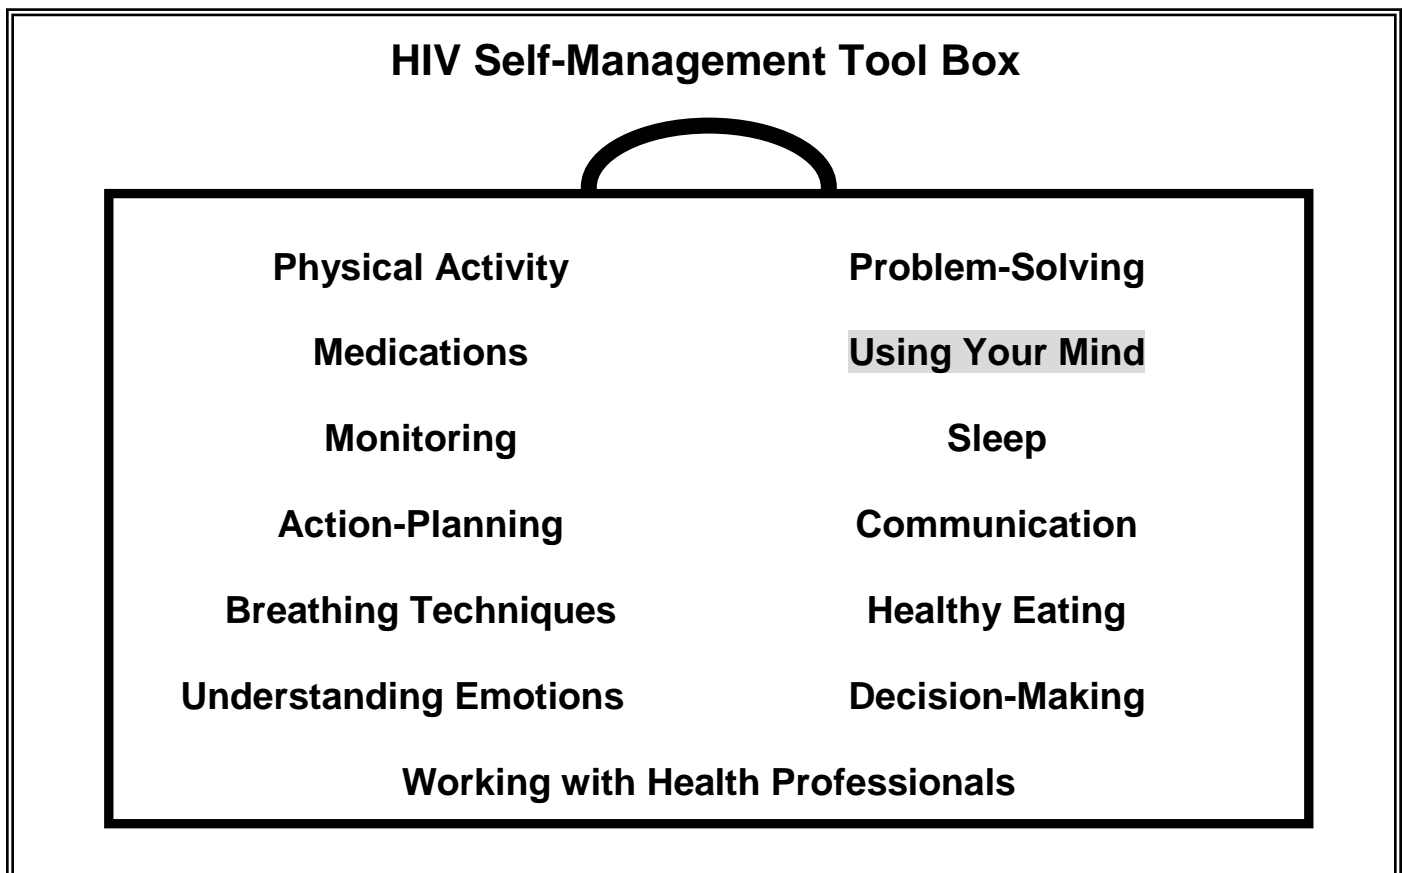 HIV Self-Management Tool Box
Physical Activity Problem-Solving
Medications Using Your Mind
Monitoring Sleep
Action-Planning Communication
Breathing Techniques Healthy Eating
Understanding Emotions Decision-Making
Working with Health Professionals